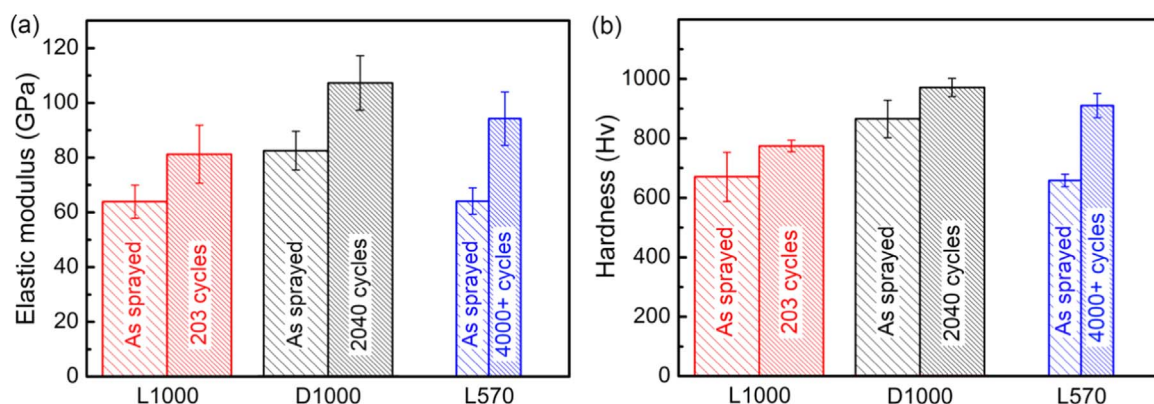 (a)
Elastic modulus (GPa)
120
100
80
60
40
20
0
As sprayed
203 cycles
As sprayed
2040 cycles
As sprayed
4000+ cycles
L1000
D1000
L570
(b)
Hardness (Hv)
1000
800
600
400
200
0
As sprayed
203 cycles
As sprayed
2040 cycles
As sprayed
4000+ cycles
L1000
D1000
L570